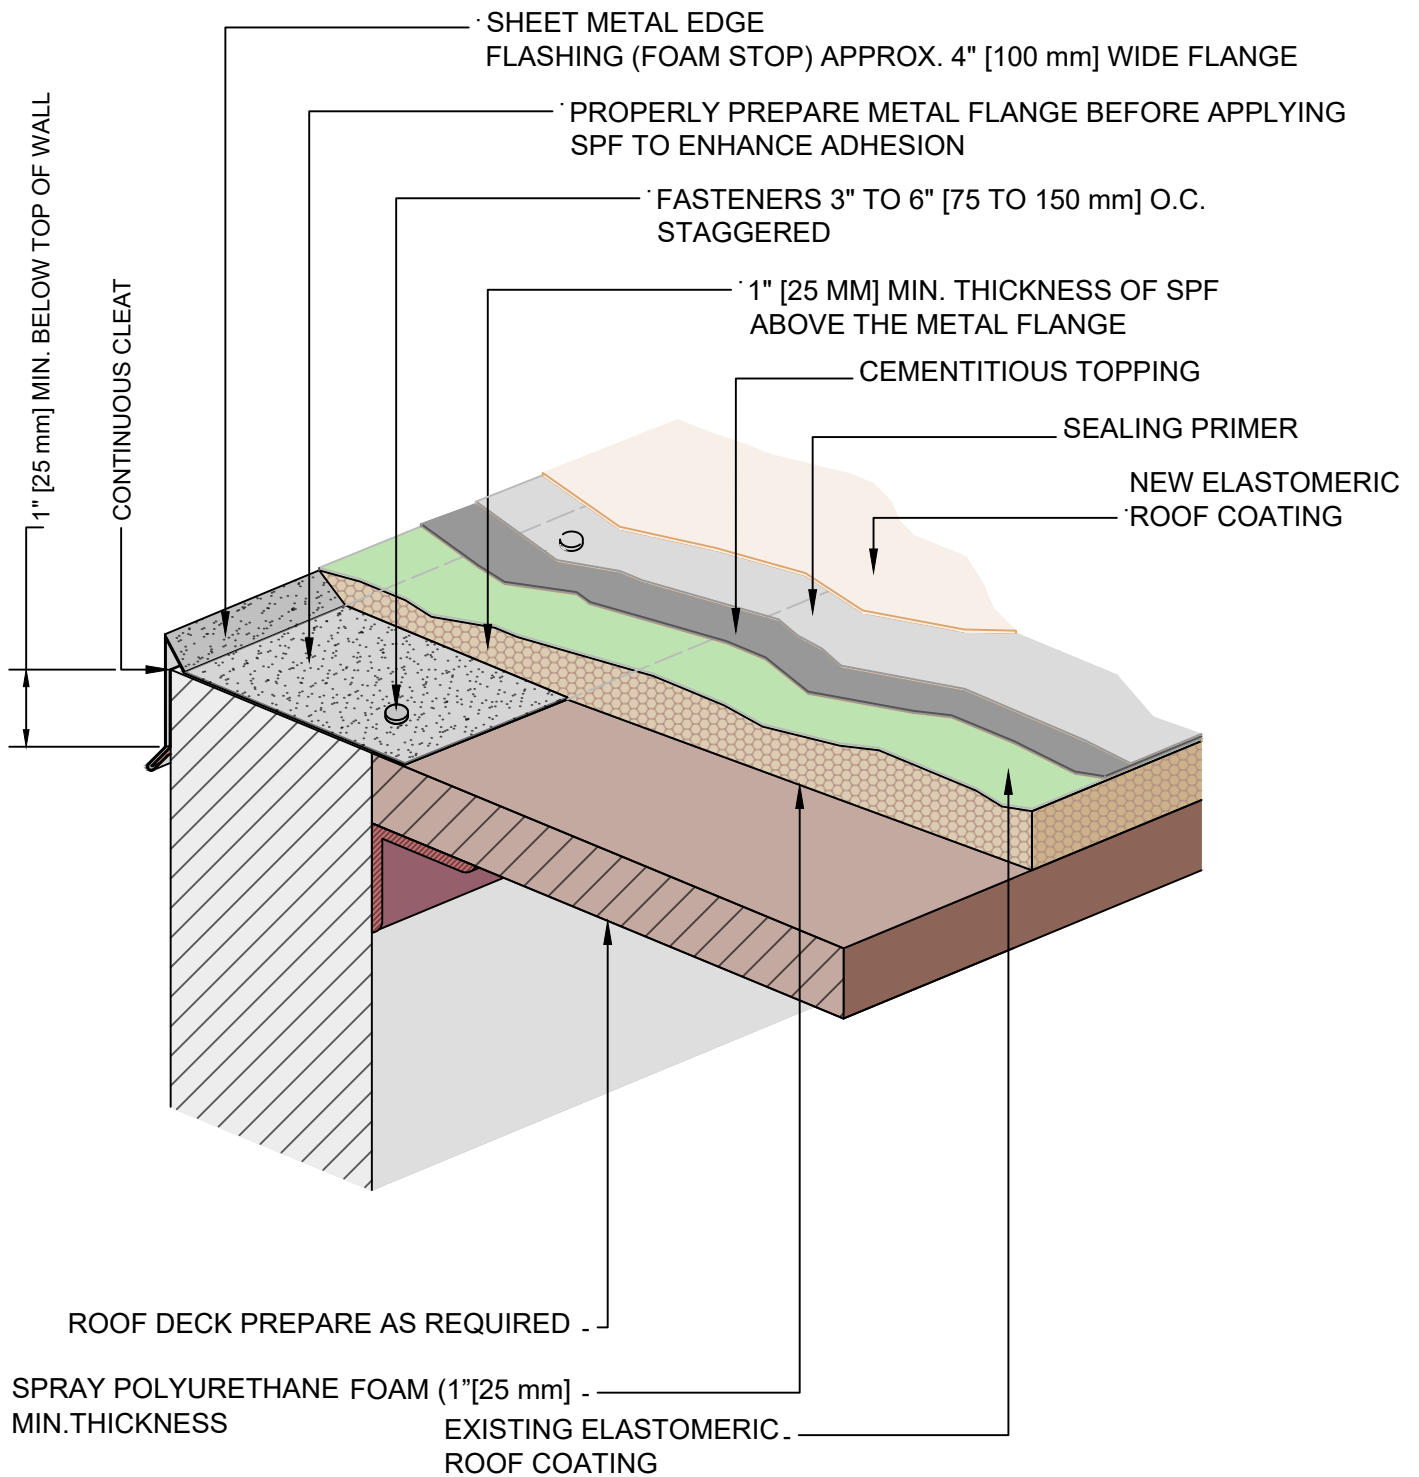 SHEET METAL EDGE
FLASHING (FOAM STOP) APPROX. 4" [100 mm] WIDE FLANGE
PROPERLY PREPARE METAL FLANGE BEFORE APPLYING
SPF TO ENHANCE ADHESION
FASTENERS 3" TO 6" [75 TO 150 mm] O.C.
STAGGERED
1" [25 MM] MIN. THICKNESS OF SPF
ABOVE THE METAL FLANGE
CEMENTITIOUS TOPPING
SEALING PRIMER
NEW ELASTOMERIC
ROOF COATING
1" [25 mm] MIN. BELOW TOP OF WALL
CONTINUOUS CLEAT
ROOF DECK PREPARE AS REQUIRED
SPRAY POLYURETHANE FOAM (1”[25 mm]
MIN.THICKNESS
EXISTING ELASTOMERIC
ROOF COATING